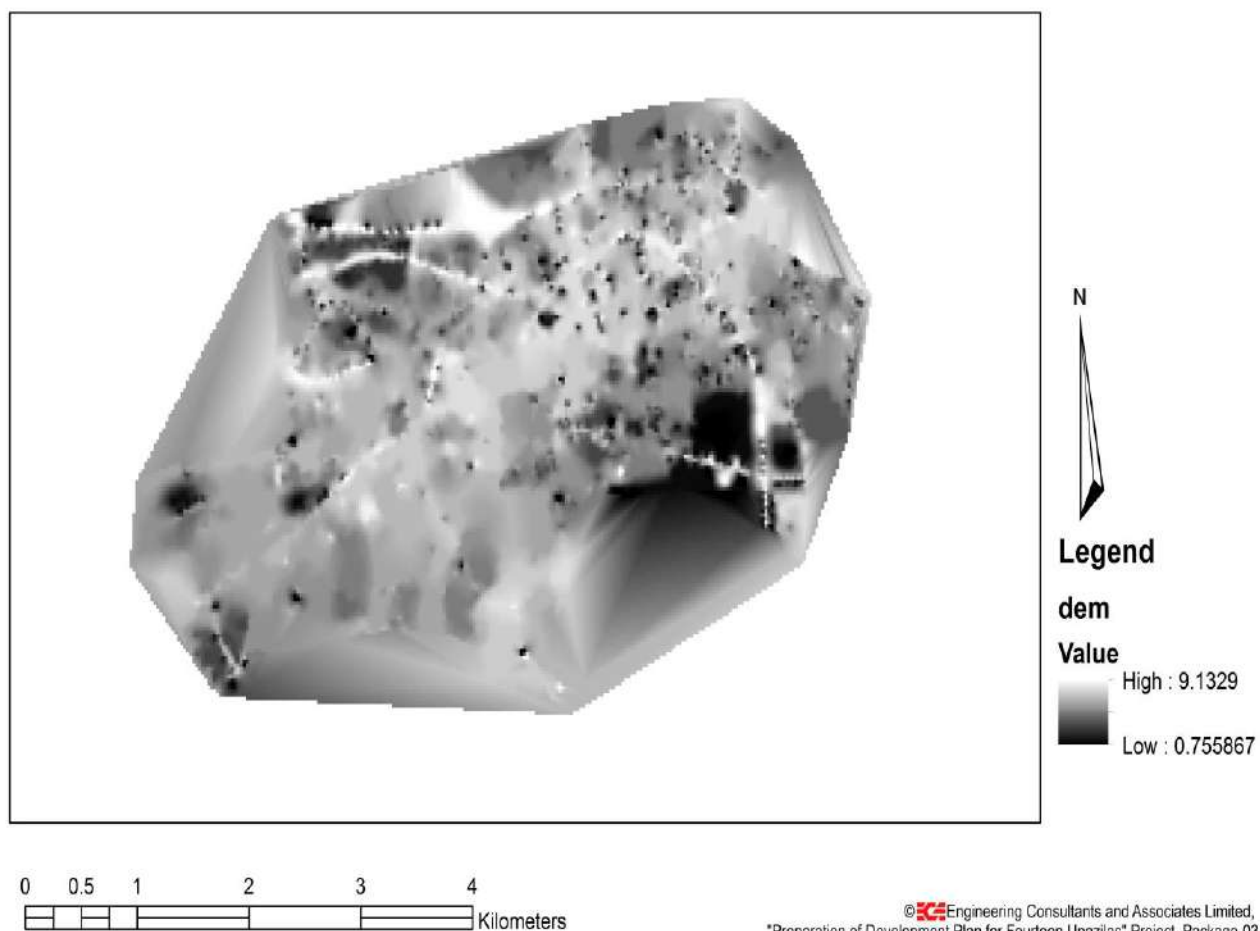 N
Legend
dem
Value
High : 9.1329
Low : 0.755867
0 0.5 1 2 3 4
Kilometers
© Engineering Consultants and Associates Limited,
"Preparation of Development Plan for Fourteen Upazilas" Project, Package 02